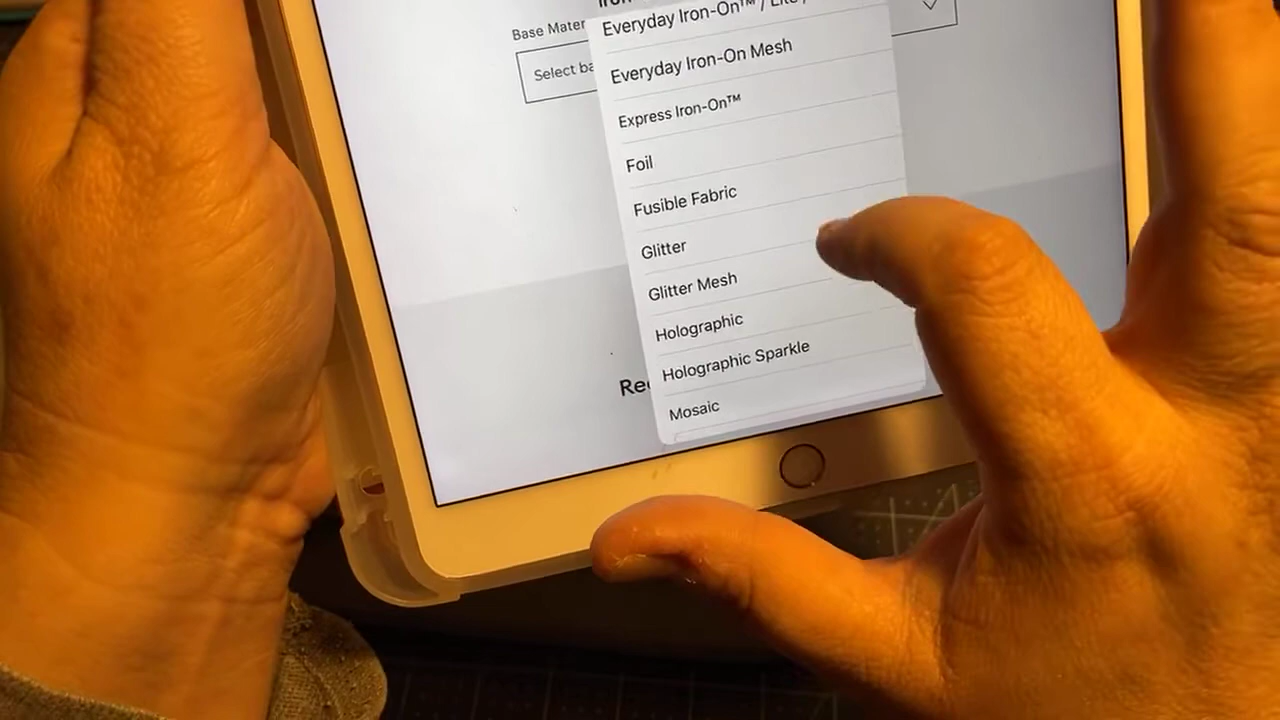 Base Mater
Select ba
Everyday Iron-On™ / Lite /
Everyday Iron-On Mesh
Express Iron-On™
Foil
Fusible Fabric
Glitter
Glitter Mesh
Holographic
Holographic Sparkle
Mosaic
Rec